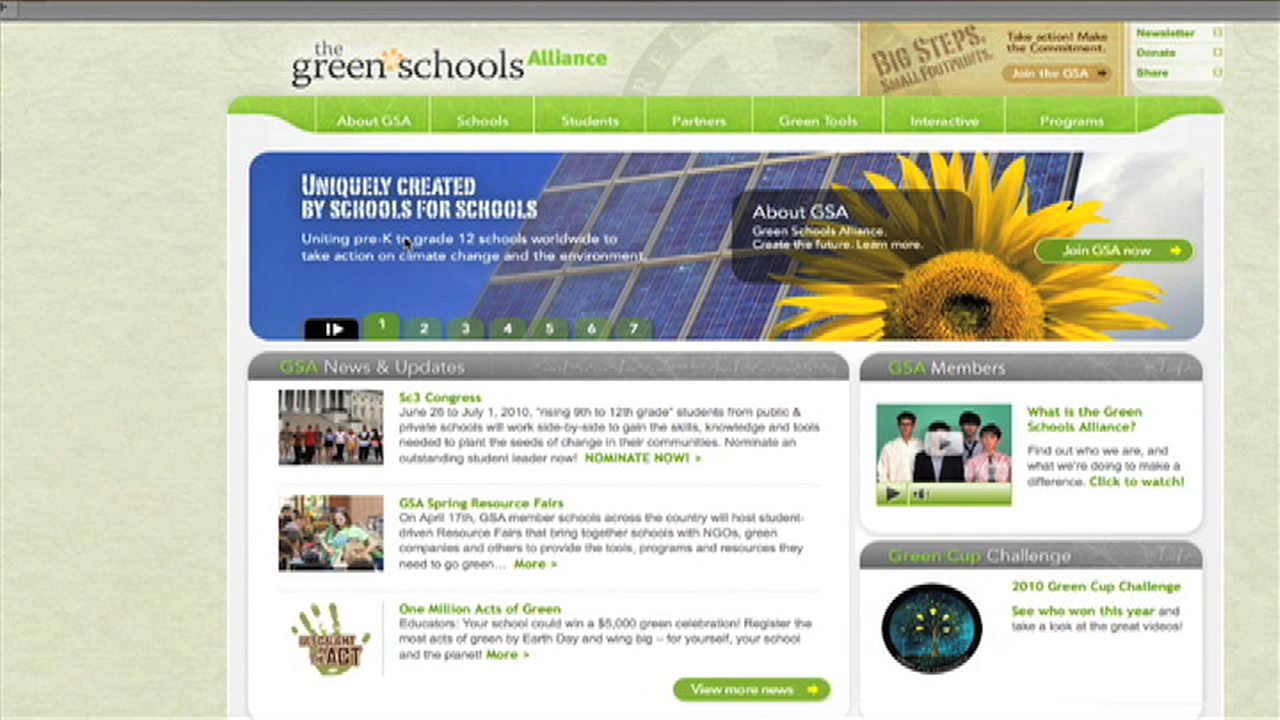 the
green schools Alliance
BIG STEPS.
SMALL FOOTPRINTS.
Take action! Make
the Commitment.
Join the GSA
Newsletter
Donate
Share
About GSA
Schools
Students
Partners
Green Tools
Interactive
Programs
UNIQUELY CREATED
BY SCHOOLS FOR SCHOOLS
Uniting pre-K to grade 12 schools worldwide to
take action on climate change and the environment.
About GSA
Green Schools Alliance.
Create the future. Learn more.
Join GSA now
1 2 3 4 5 6 7
GSA News & Updates
Sc3 Congress
June 26 to July 1, 2010, "rising 9th to 12th grade" students from public &
private schools will work side-by-side to gain the skills, knowledge and tools
needed to plant the seeds of change in their communities. Nominate an
outstanding student leader now! NOMINATE NOW! >
GSA Spring Resource Fairs
On April 17th, GSA member schools across the country will host student-
driven Resource Fairs that bring together schools with NGOs, green
companies and others to provide the tools, programs and resources they
need to go green... More >
GET CAUGHT
IN THE
ACT
One Million Acts of Green
Educators: Your school could win a $5,000 green celebration! Register the
most acts of green by Earth Day and wing big – for yourself, your school
and the planet! More >
View more news
GSA Members
What is the Green
Schools Alliance?
Find out who we are, and
what we're doing to make a
difference. Click to watch!
Green Cup Challenge
2010 Green Cup Challenge
See who won this year and
take a look at the great videos!